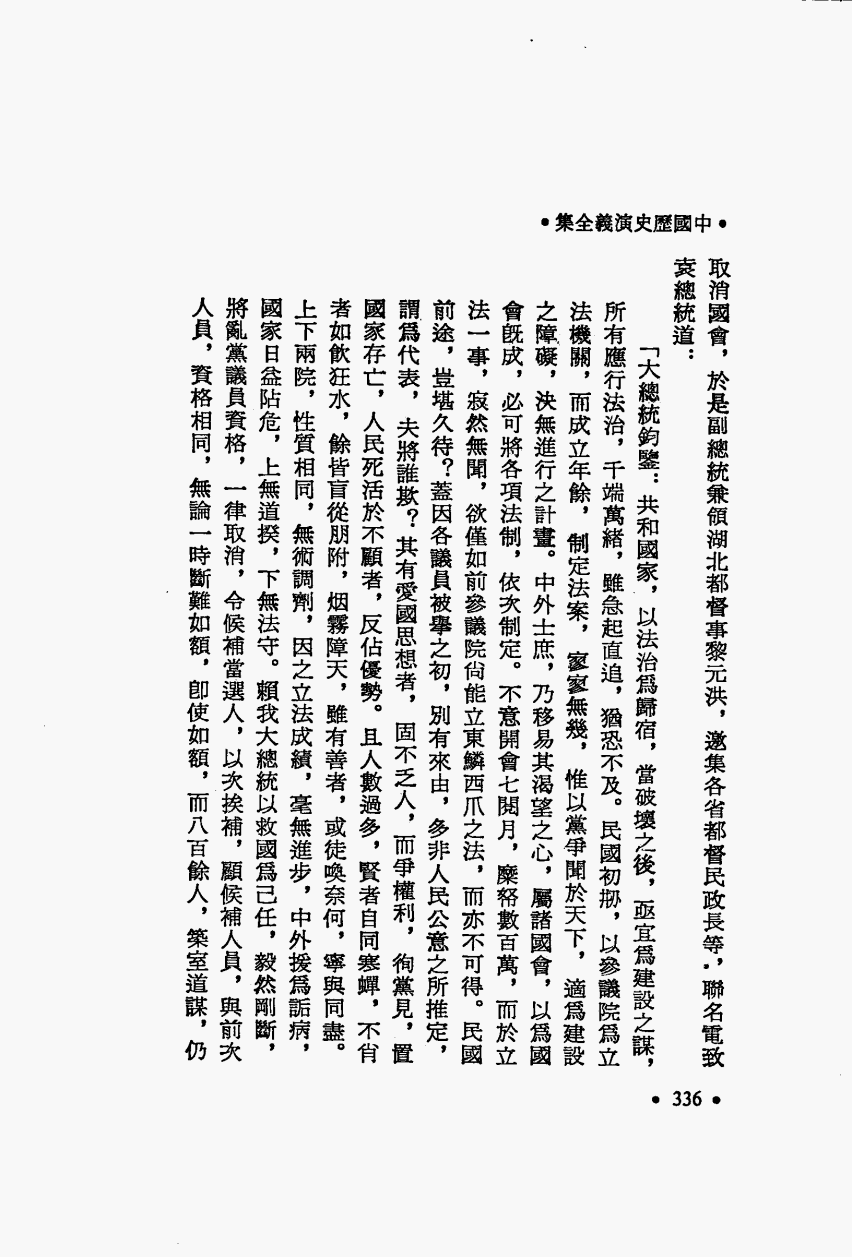 •中國歷史演義全集•
取消國會，於是副總統兼領湖北都督事黎元洪，邀集各省都督民政長等，聯名電致
袁總統道：
「大總統鈞鑒：共和國家，以法治爲歸宿，當破壞之後，亟宜爲建設之謀，
所有應行法治，千端萬緒，雖急起直追，猶恐不及。民國初刱，以參議院爲立
法機關，而成立年餘，制定法案，寥寥無幾，惟以黨爭聞於天下，適爲建設
之障礙，決無進行之計畫。中外士庶，乃移易其渴望之心，屬諸國會，以爲國
會旣成，必可將各項法制，依次制定。不意開會七閱月，糜帑數百萬，而於立
法一事，寂然無聞，欲僅如前參議院尙能立東鱗西爪之法，而亦不可得。民國
前途，豈堪久待？蓋因各議員被舉之初，別有來由，多非人民公意之所推定，
謂爲代表，夫將誰欺？其有愛國思想者，固不乏人，而爭權利，徇黨見，置
國家存亡，人民死活於不顧者，反佔優勢。且人數過多，賢者自同寒蟬，不肖
者如飮狂水，餘皆盲從朋附，烟霧障天，雖有善者，或徒喚奈何，寧與同盡。
上下兩院，性質相同，無術調劑，因之立法成績，毫無進步，中外援爲詬病，
國家日益阽危，上無道揆，下無法守。賴我大總統以救國爲己任，毅然剛斷，
將亂黨議員資格，一律取消，令候補當選人，以次挨補，顧候補人員，與前次
人員，資格相同，無論一時斷難如額，卽使如額，而八百餘人，築室道謀，仍
•336•